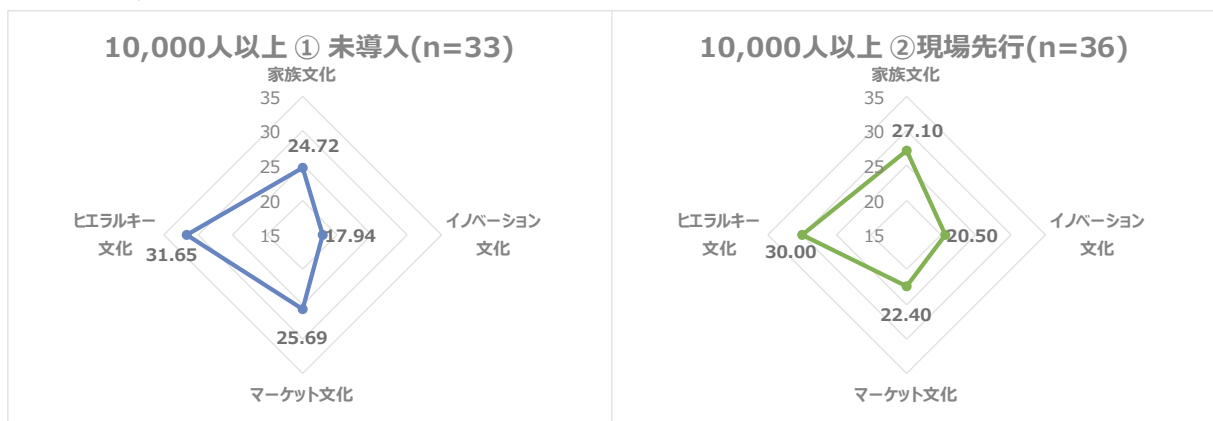 10,000人以上 ① 未導入(n=33)
家族文化
35
30
25
20
15
24.72
17.94
25.69
31.65
ヒエラルキー
文化
イノベーション
文化
マーケット文化
10,000人以上 ②現場先行(n=36)
家族文化
35
30
25
20
15
27.10
20.50
22.40
30.00
ヒエラルキー
文化
イノベーション
文化
マーケット文化